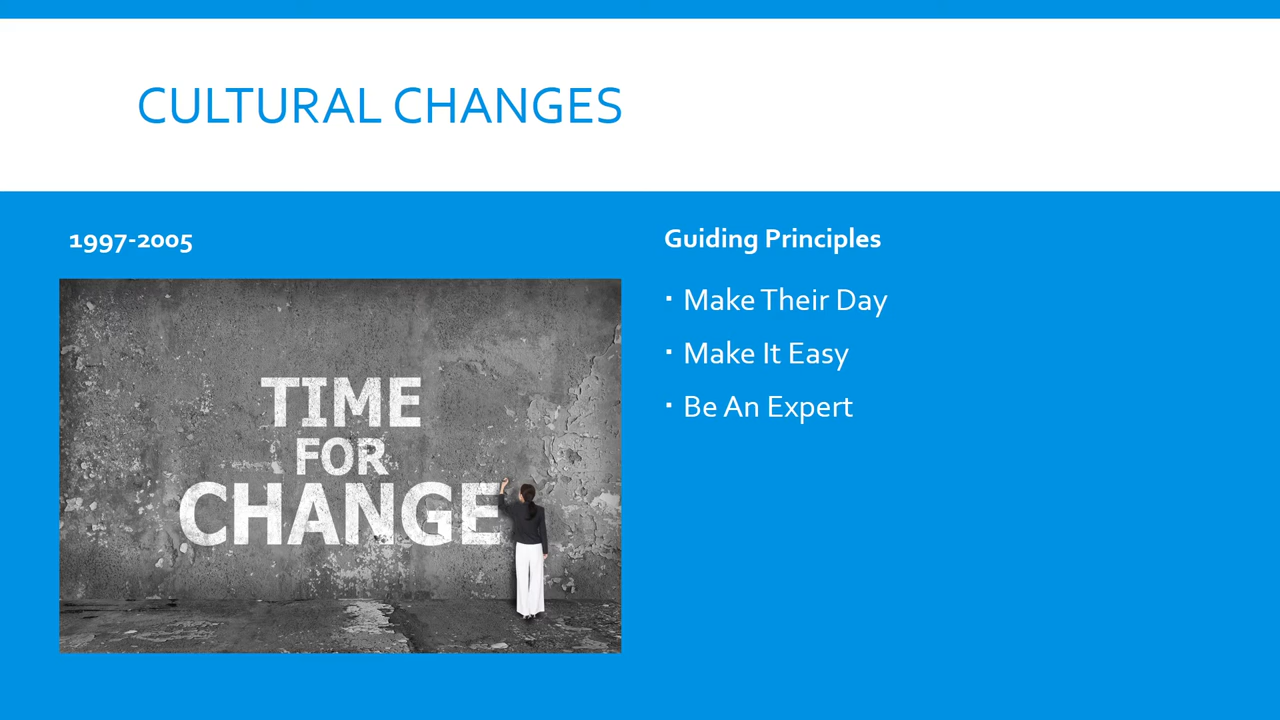 CULTURAL CHANGES
1997-2005
TIME
FOR
CHANGE
Guiding Principles
▪ Make Their Day
▪ Make It Easy
▪ Be An Expert